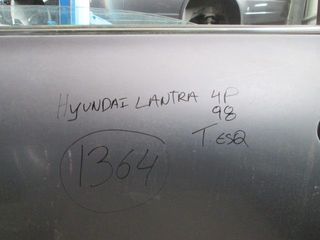 HYUNDAI LANTRA 4P
98
T. ESQ
1364